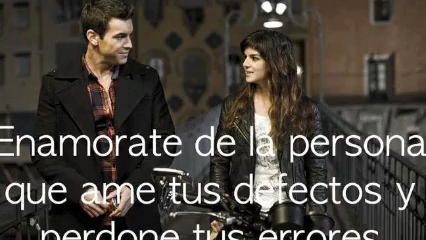 Enamorate de la persona
que ame tus defectos y
perdone tus errores